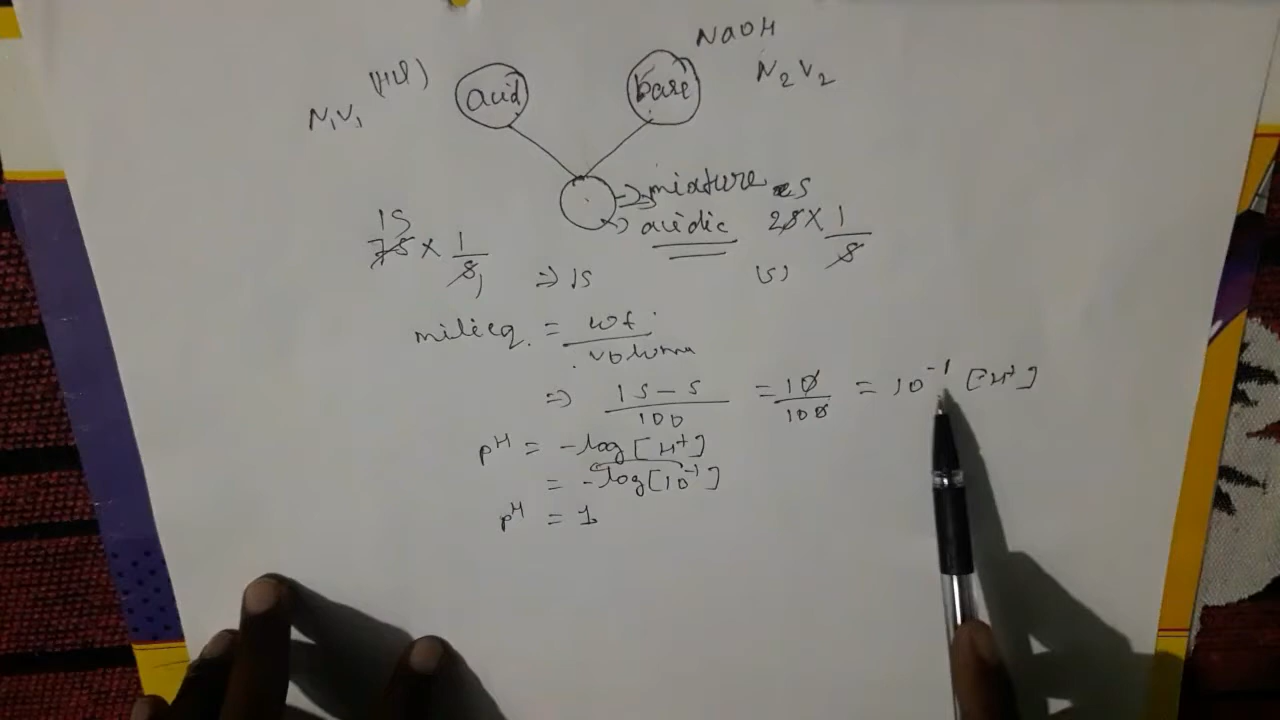 NaOH
(HCl) acid base N₂V₂
N₁V₁
mixture 5
15 acidic 25 × 1/5
75 × 1/5, ⇒ 15 (5)
milieq. = wt. / volume
⇒ 15 - 5 / 100 = 10 / 100 = 10⁻¹ [H⁺]
pH = -log [H⁺]
= -log [10⁻¹]
pH = 1